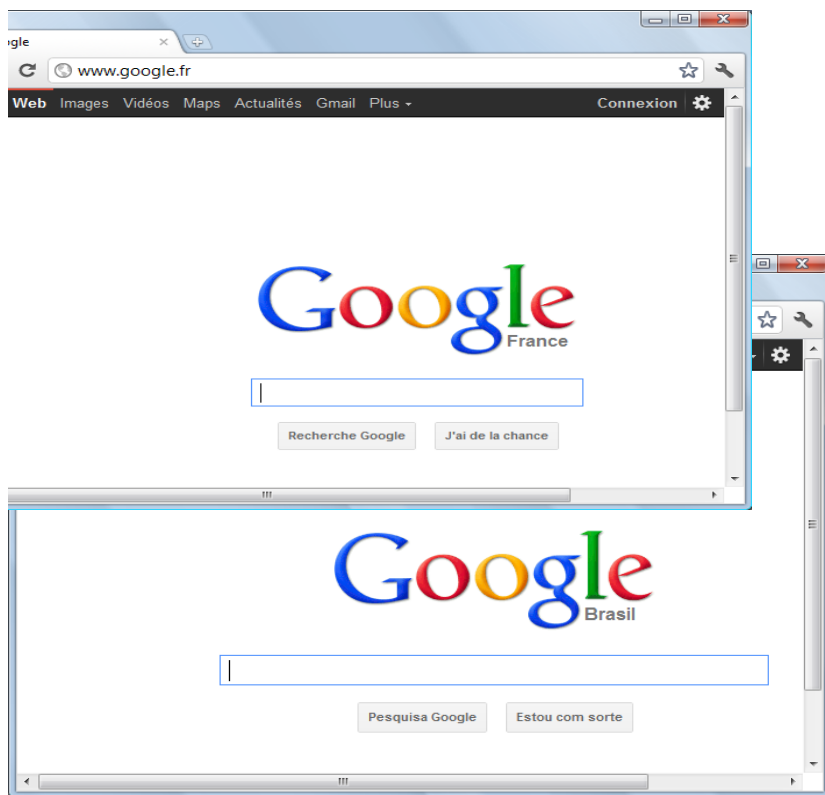 ogle
www.google.fr
Web Images Vidéos Maps Actualités Gmail Plus
Connexion
Google
France
Recherche Google J'ai de la chance
Google
Brasil
Pesquisa Google Estou com sorte